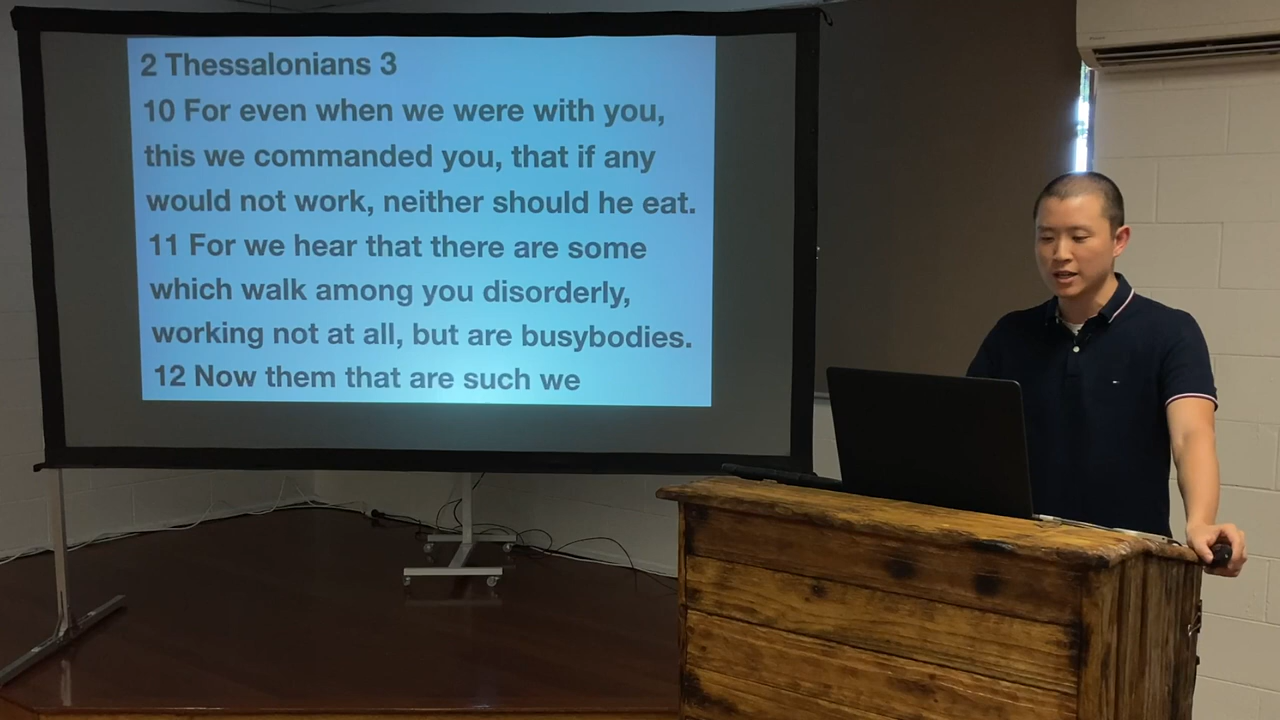 2 Thessalonians 3
10 For even when we were with you,
this we commanded you, that if any
would not work, neither should he eat.
11 For we hear that there are some
which walk among you disorderly,
working not at all, but are busybodies.
12 Now them that are such we